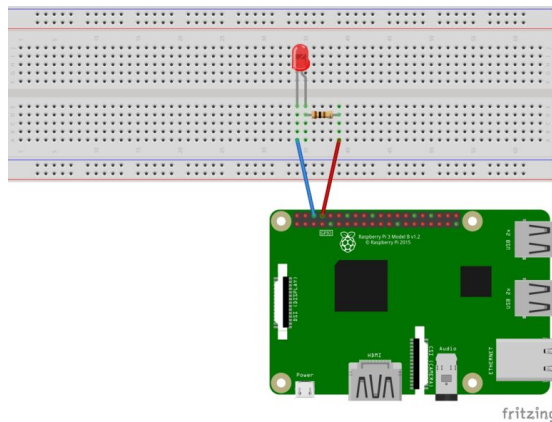 GPIO
Raspberry Pi 3 Model B v1.2
© Raspberry Pi 2015
USB 2x
DSI (DISPLAY)
USB 2x
CSI (CAMERA)
Audio
ETHERNET
HDMI
Power
fritzing